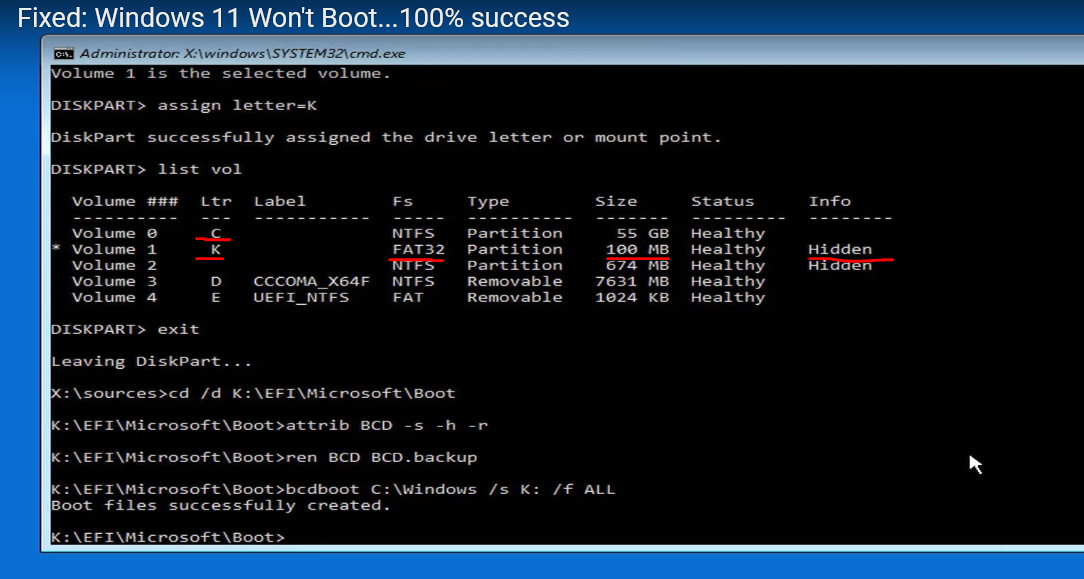 Fixed: Windows 11 Won't Boot...100% success
Administrator: X:\windows\SYSTEM32\cmd.exe
Volume 1 is the selected volume.
DISKPART> assign letter=K
DiskPart successfully assigned the drive letter or mount point.
DISKPART> list vol
Volume ### Ltr Label Fs Type Size Status Info
---------- --- ----------- ----- ---------- ------- --------- --------
Volume 0 C NTFS Partition 55 GB Healthy
* Volume 1 K FAT32 Partition 100 MB Healthy Hidden
Volume 2 NTFS Partition 674 MB Healthy Hidden
Volume 3 D CCCOMA_X64F NTFS Removable 7631 MB Healthy
Volume 4 E UEFI_NTFS FAT Removable 1024 KB Healthy
DISKPART> exit
Leaving DiskPart...
X:\sources>cd /d K:\EFI\Microsoft\Boot
K:\EFI\Microsoft\Boot>attrib BCD -s -h -r
K:\EFI\Microsoft\Boot>ren BCD BCD.backup
K:\EFI\Microsoft\Boot>bcdboot C:\Windows /s K: /f ALL
Boot files successfully created.
K:\EFI\Microsoft\Boot>